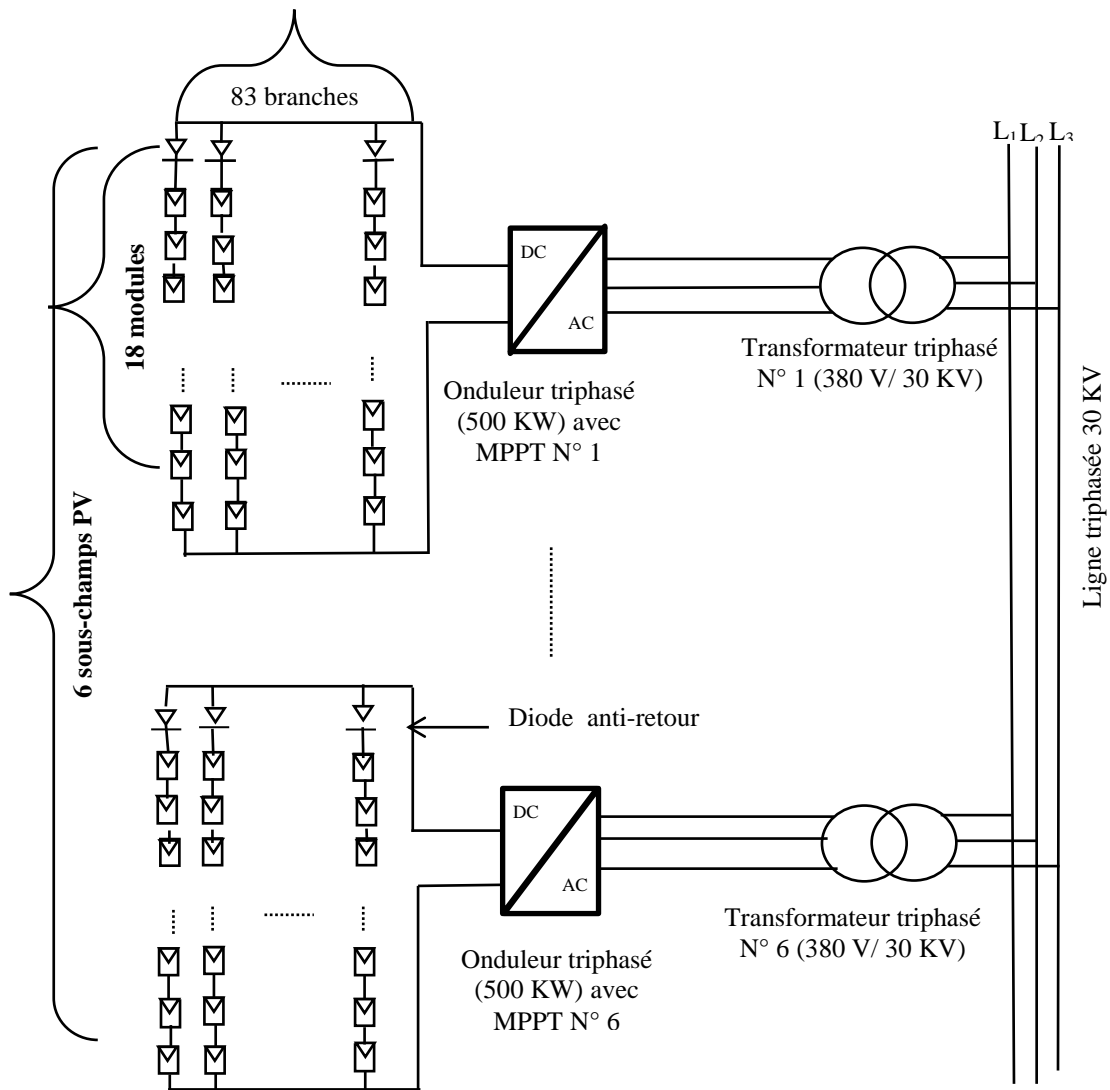 83 branches
L1 L2 L3
18 modules
DC
AC
Onduleur triphasé
(500 KW) avec
MPPT N° 1
Transformateur triphasé
N° 1 (380 V/ 30 KV)
Ligne triphasée 30 KV
6 sous-champs PV
Diode anti-retour
DC
AC
Onduleur triphasé
(500 KW) avec
MPPT N° 6
Transformateur triphasé
N° 6 (380 V/ 30 KV)